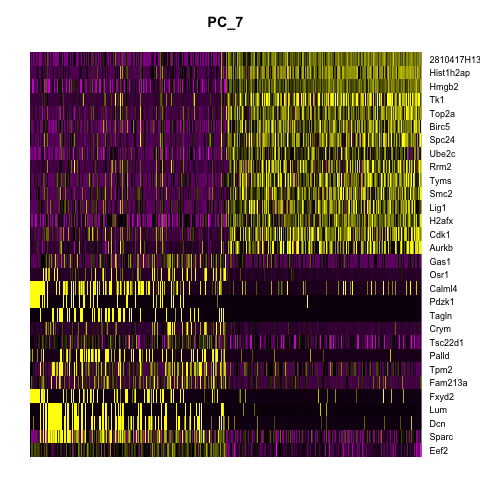 PC_7
2810417H13
Hist1h2ap
Hmgb2
Tk1
Top2a
Birc5
Spc24
Ube2c
Rrm2
Tyms
Smc2
Lig1
H2afx
Cdk1
Aurkb
Gas1
Osr1
Calml4
Pdzk1
Tagln
Crym
Tsc22d1
Palld
Tpm2
Fam213a
Fxyd2
Lum
Dcn
Sparc
Eef2